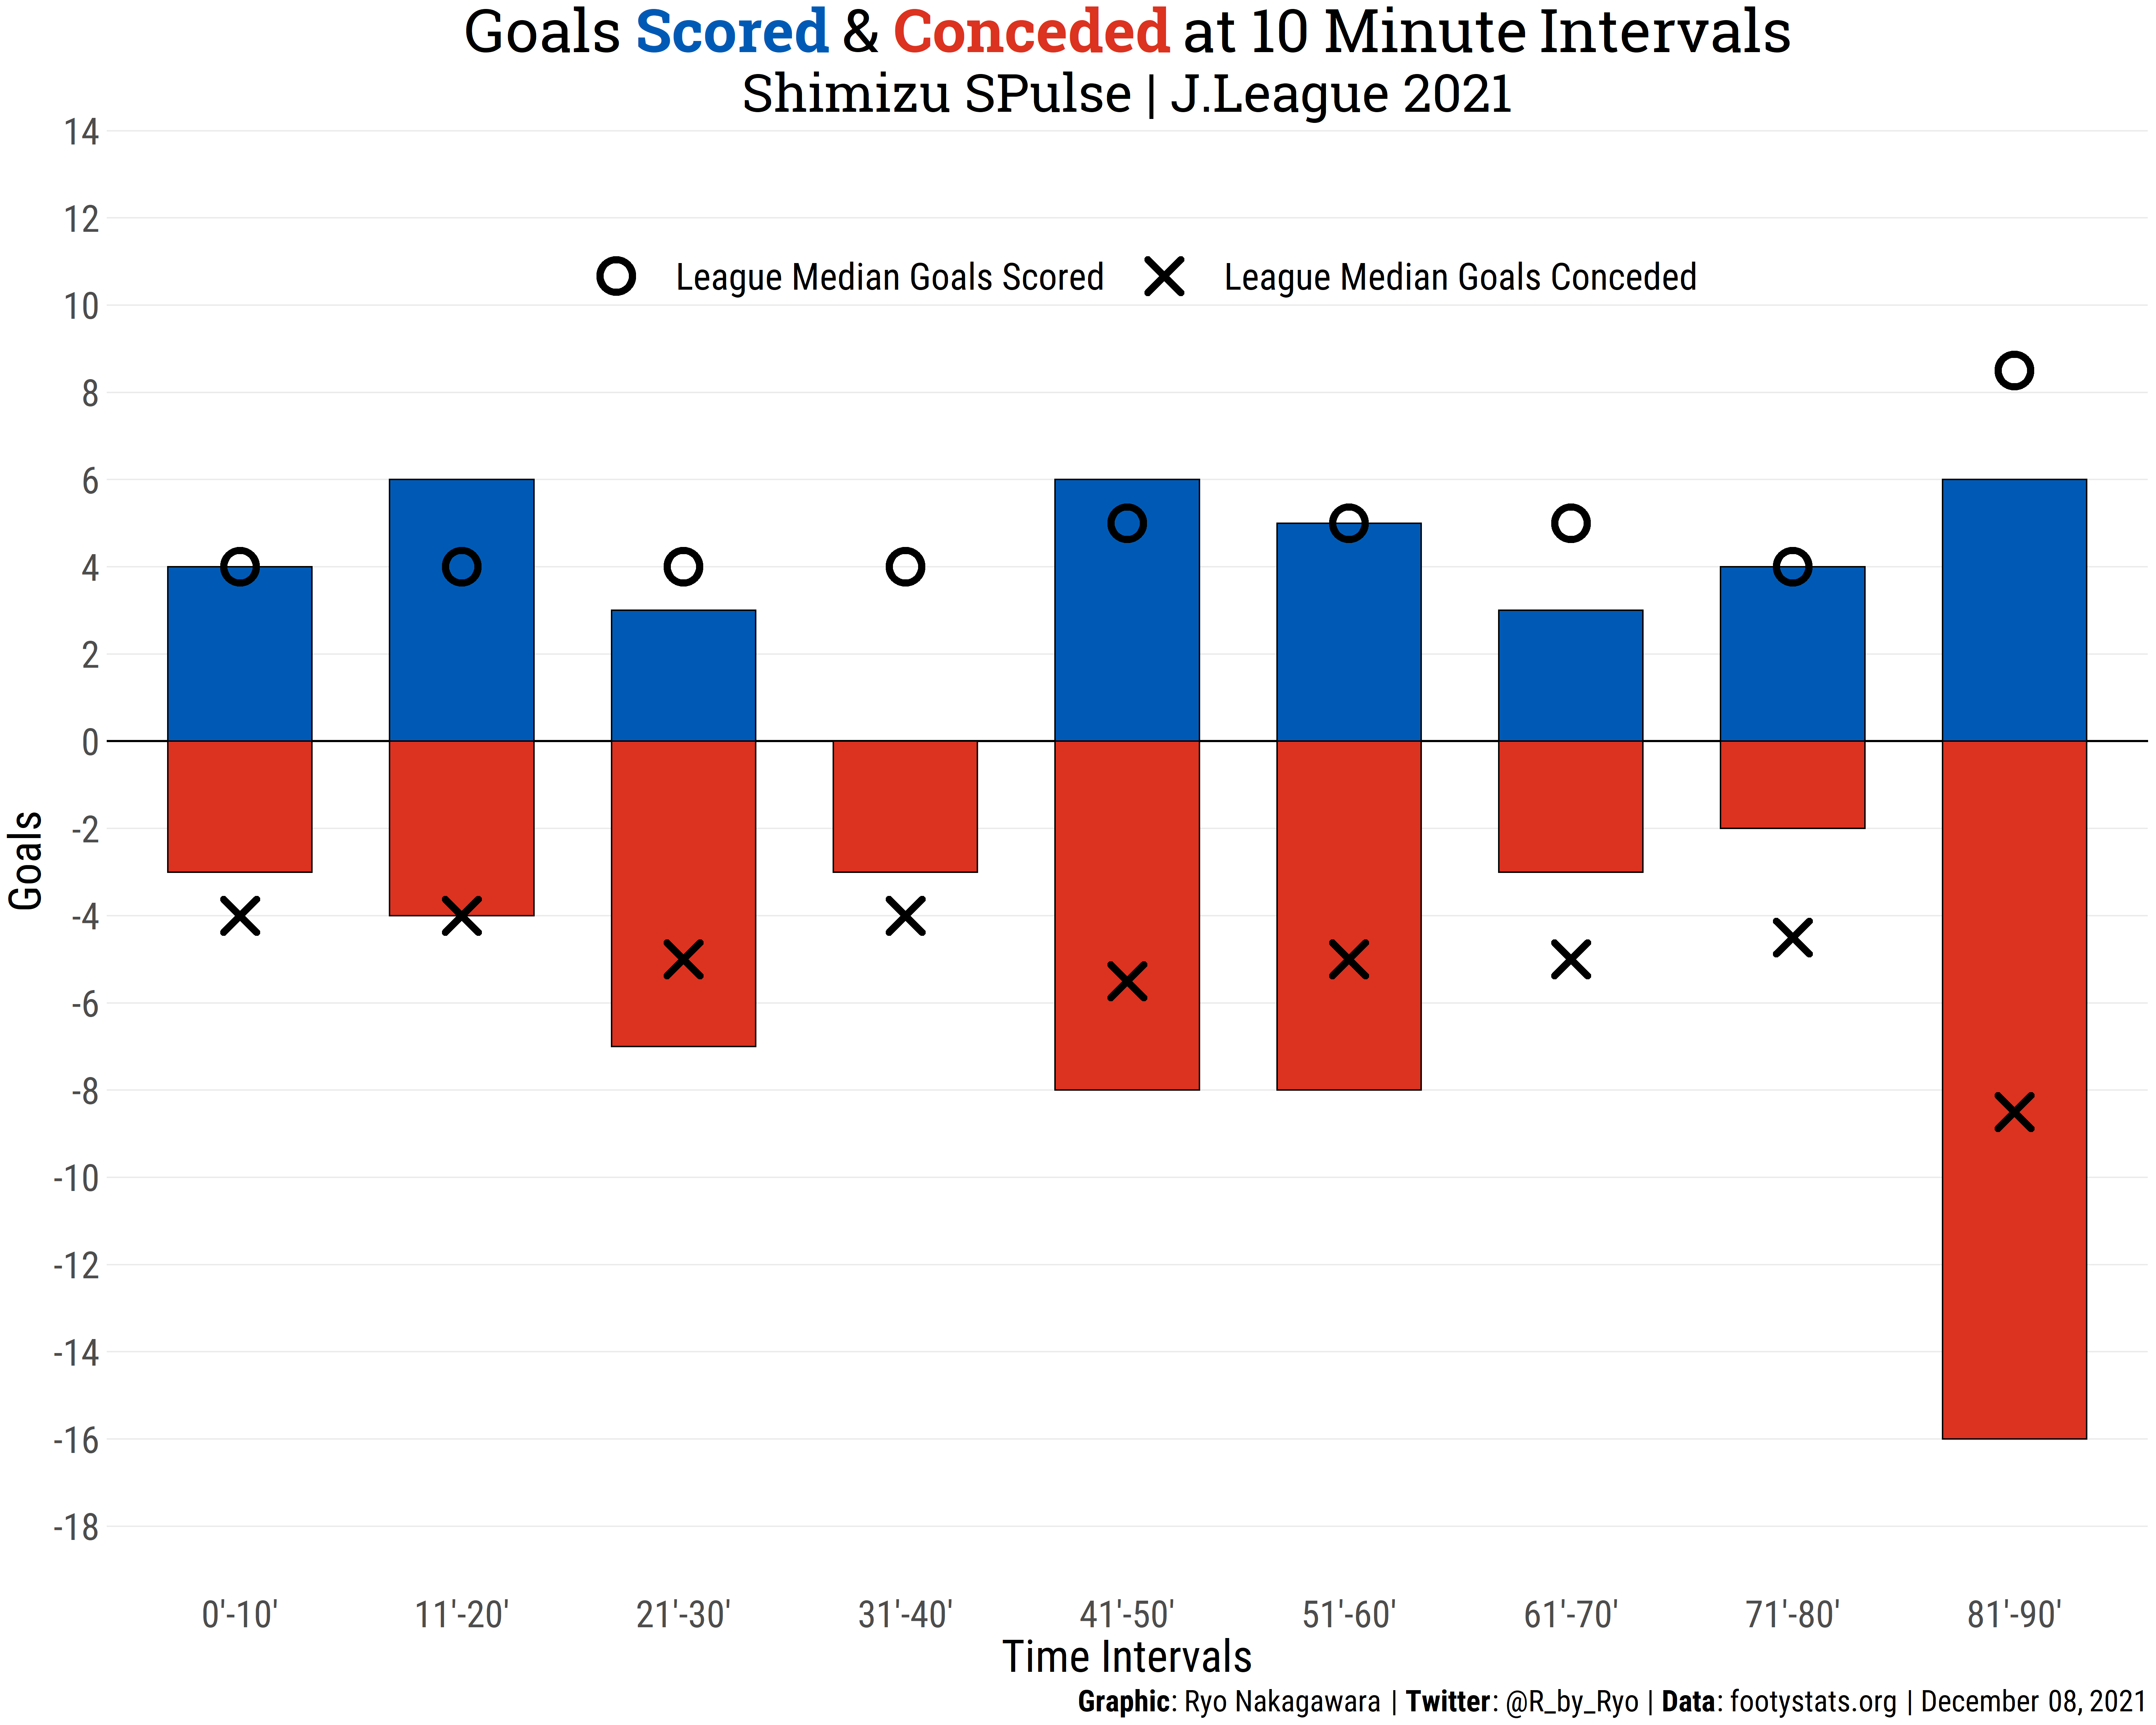 Goals Scored & Conceded at 10 Minute Intervals
Shimizu SPulse | J.League 2021
14
12
League Median Goals Scored League Median Goals Conceded
10
8
6
4
2
0
-2
Goals
-4
-6
-8
-10
-12
-14
-16
-18
0'-10' 11'-20' 21'-30' 31'-40' 41'-50' 51'-60' 61'-70' 71'-80' 81'-90'
Time Intervals
Graphic: Ryo Nakagawara | Twitter: @R_by_Ryo | Data: footystats.org | December 08, 2021